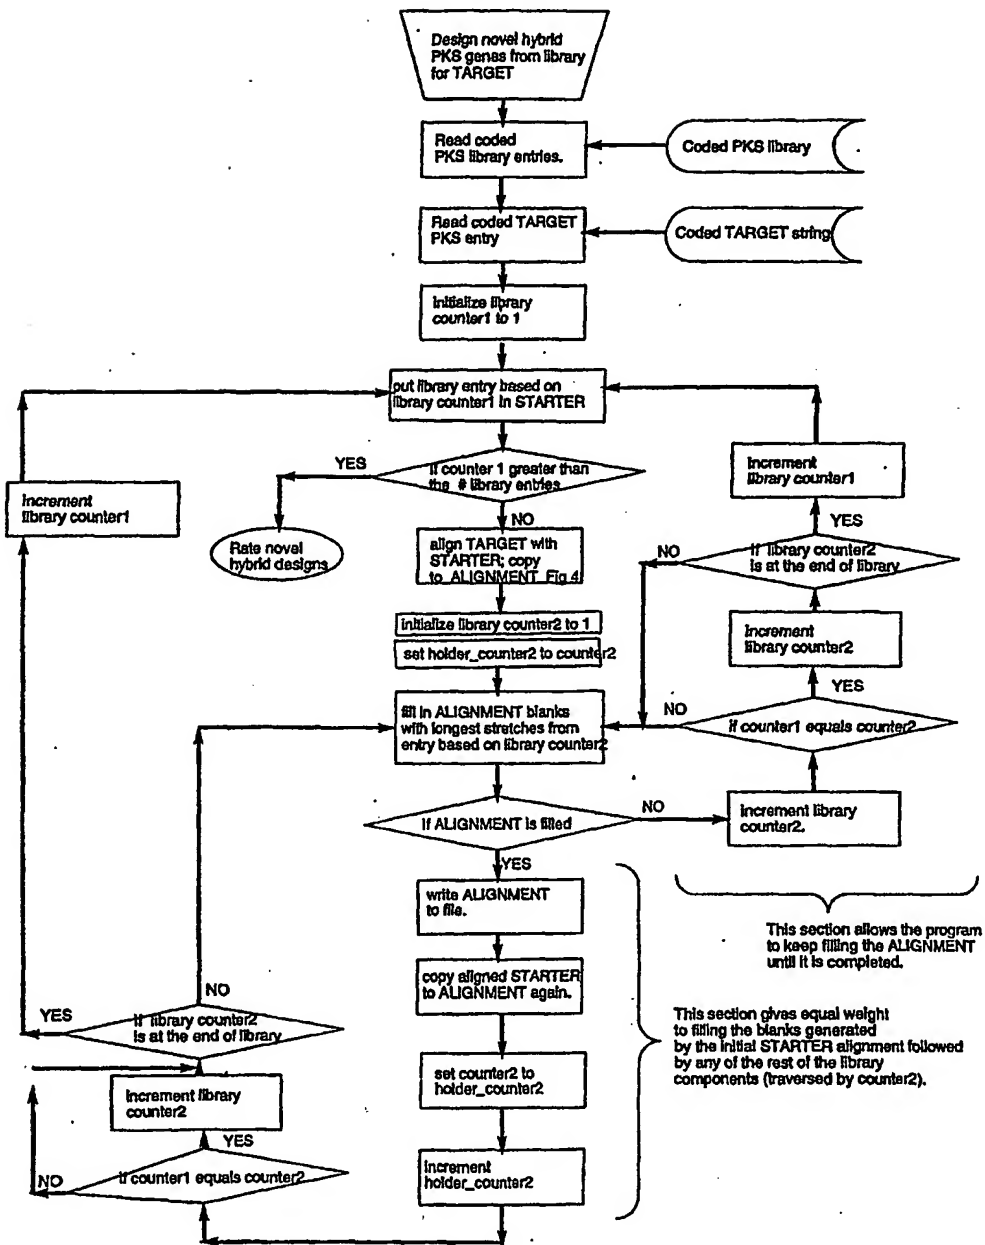 Design novel hybrid
PKS genes from library
for TARGET
Read coded
PKS library entries.
Coded PKS library
Read coded TARGET
PKS entry
Coded TARGET string
Initialize library
counter1 to 1
put library entry based on
library counter1 in STARTER
YES
if counter 1 greater than
the # library entries
Increment
library counter1
Increment
library counter1
Rate novel
hybrid designs
NO
align TARGET with
STARTER; copy
to ALIGNMENT Fig 4
YES
NO
if library counter2
is at the end of library
initialize library counter2 to 1
set holder_counter2 to counter2
Increment
library counter2
YES
fill in ALIGNMENT blanks
with longest stretches from
entry based on library counter2
NO
if counter1 equals counter2
if ALIGNMENT is filled
NO
Increment library
counter2.
YES
write ALIGNMENT
to file.
This section allows the program
to keep filling the ALIGNMENT
until it is completed.
copy aligned STARTER
to ALIGNMENT again.
NO
YES
if library counter2
is at the end of library
This section gives equal weight
to filling the blanks generated
by the initial STARTER alignment followed
by any of the rest of the library
components (traversed by counter2).
set counter2 to
holder_counter2
Increment library
counter2
YES
NO
if counter1 equals counter2
Increment
holder_counter2